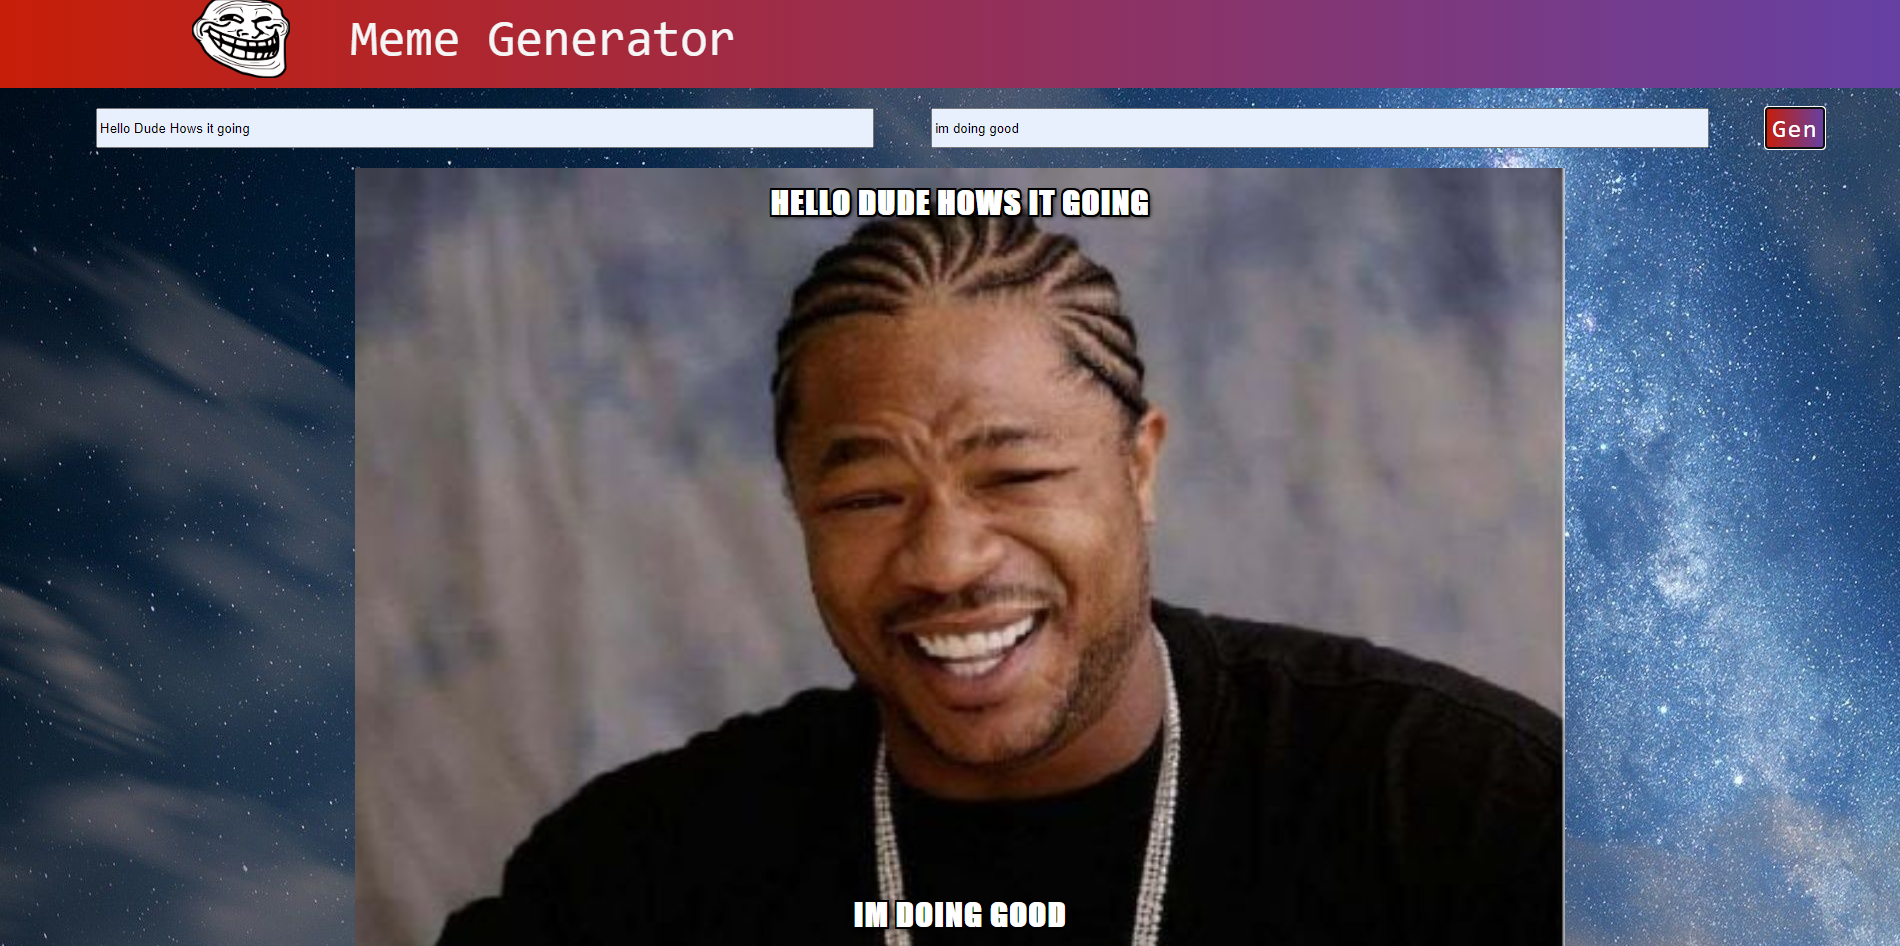 Meme Generator
Hello Dude Hows it going
im doing good
Gen
HELLO DUDE HOWS IT GOING
IM DOING GOOD